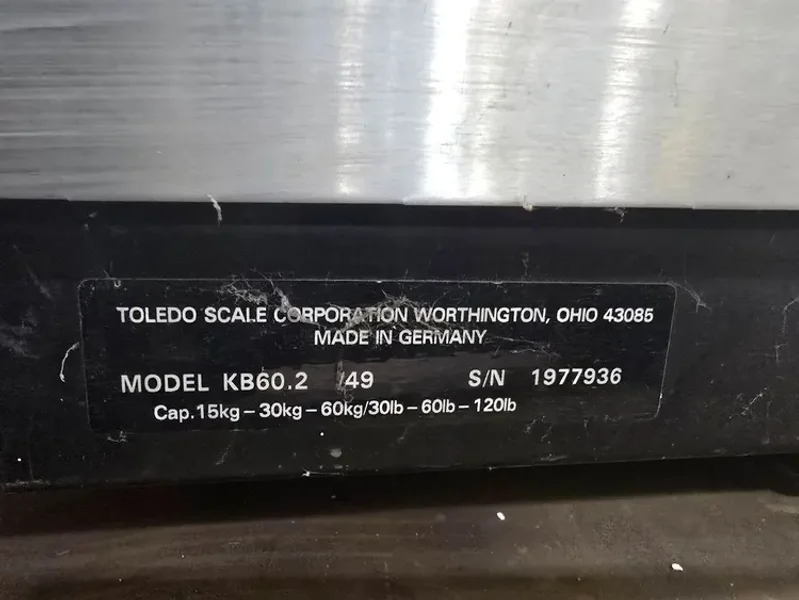 TOLEDO SCALE CORPORATION WORTHINGTON, OHIO 43085
MADE IN GERMANY
MODEL KB60.2 /49 S/N 1977936
Cap.15kg – 30kg – 60kg/30lb – 60lb – 120lb